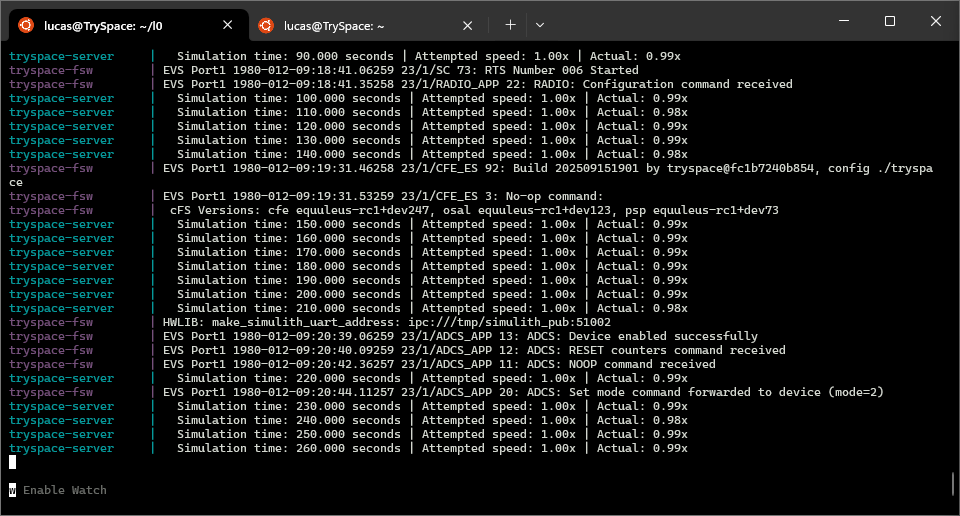 lucas@TrySpace: ~/l0
lucas@TrySpace: ~
tryspace-server | Simulation time: 90.000 seconds | Attempted speed: 1.00x | Actual: 0.99x
tryspace-fsw | EVS Port1 1980-012-09:18:41.06259 23/1/SC 73: RTS Number 006 Started
tryspace-fsw | EVS Port1 1980-012-09:18:41.35258 23/1/RADIO_APP 22: RADIO: Configuration command received
tryspace-server | Simulation time: 100.000 seconds | Attempted speed: 1.00x | Actual: 0.99x
tryspace-server | Simulation time: 110.000 seconds | Attempted speed: 1.00x | Actual: 0.98x
tryspace-server | Simulation time: 120.000 seconds | Attempted speed: 1.00x | Actual: 0.99x
tryspace-server | Simulation time: 130.000 seconds | Attempted speed: 1.00x | Actual: 0.99x
tryspace-server | Simulation time: 140.000 seconds | Attempted speed: 1.00x | Actual: 0.98x
tryspace-fsw | EVS Port1 1980-012-09:19:31.46258 23/1/CFE_ES 92: Build 202509151901 by tryspace@fc1b7240b854, config ./tryspa
ce
tryspace-fsw | EVS Port1 1980-012-09:19:31.53259 23/1/CFE_ES 3: No-op command:
tryspace-fsw | cFS Versions: cfe equuleus-rc1+dev247, osal equuleus-rc1+dev123, psp equuleus-rc1+dev73
tryspace-server | Simulation time: 150.000 seconds | Attempted speed: 1.00x | Actual: 0.99x
tryspace-server | Simulation time: 160.000 seconds | Attempted speed: 1.00x | Actual: 0.99x
tryspace-server | Simulation time: 170.000 seconds | Attempted speed: 1.00x | Actual: 0.99x
tryspace-server | Simulation time: 180.000 seconds | Attempted speed: 1.00x | Actual: 0.99x
tryspace-server | Simulation time: 190.000 seconds | Attempted speed: 1.00x | Actual: 0.99x
tryspace-server | Simulation time: 200.000 seconds | Attempted speed: 1.00x | Actual: 0.99x
tryspace-server | Simulation time: 210.000 seconds | Attempted speed: 1.00x | Actual: 0.98x
tryspace-fsw | HWLIB: make_simulith_uart_address: ipc:///tmp/simulith_pub:51002
tryspace-fsw | EVS Port1 1980-012-09:20:39.06259 23/1/ADCS_APP 13: ADCS: Device enabled successfully
tryspace-fsw | EVS Port1 1980-012-09:20:40.09259 23/1/ADCS_APP 12: ADCS: RESET counters command received
tryspace-fsw | EVS Port1 1980-012-09:20:42.36257 23/1/ADCS_APP 11: ADCS: NOOP command received
tryspace-server | Simulation time: 220.000 seconds | Attempted speed: 1.00x | Actual: 0.99x
tryspace-fsw | EVS Port1 1980-012-09:20:44.11257 23/1/ADCS_APP 20: ADCS: Set mode command forwarded to device (mode=2)
tryspace-server | Simulation time: 230.000 seconds | Attempted speed: 1.00x | Actual: 0.99x
tryspace-server | Simulation time: 240.000 seconds | Attempted speed: 1.00x | Actual: 0.98x
tryspace-server | Simulation time: 250.000 seconds | Attempted speed: 1.00x | Actual: 0.99x
tryspace-server | Simulation time: 260.000 seconds | Attempted speed: 1.00x | Actual: 0.99x
w Enable Watch